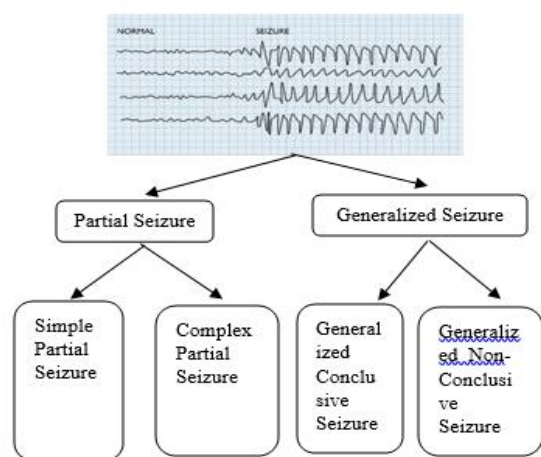 NORMAL
SEIZURE
Partial Seizure
Generalized Seizure
Simple
Partial
Seizure
Complex
Partial
Seizure
General
ized
Conclu
sive
Seizure
Generaliz
ed Non-
Conclusi
ve
Seizure